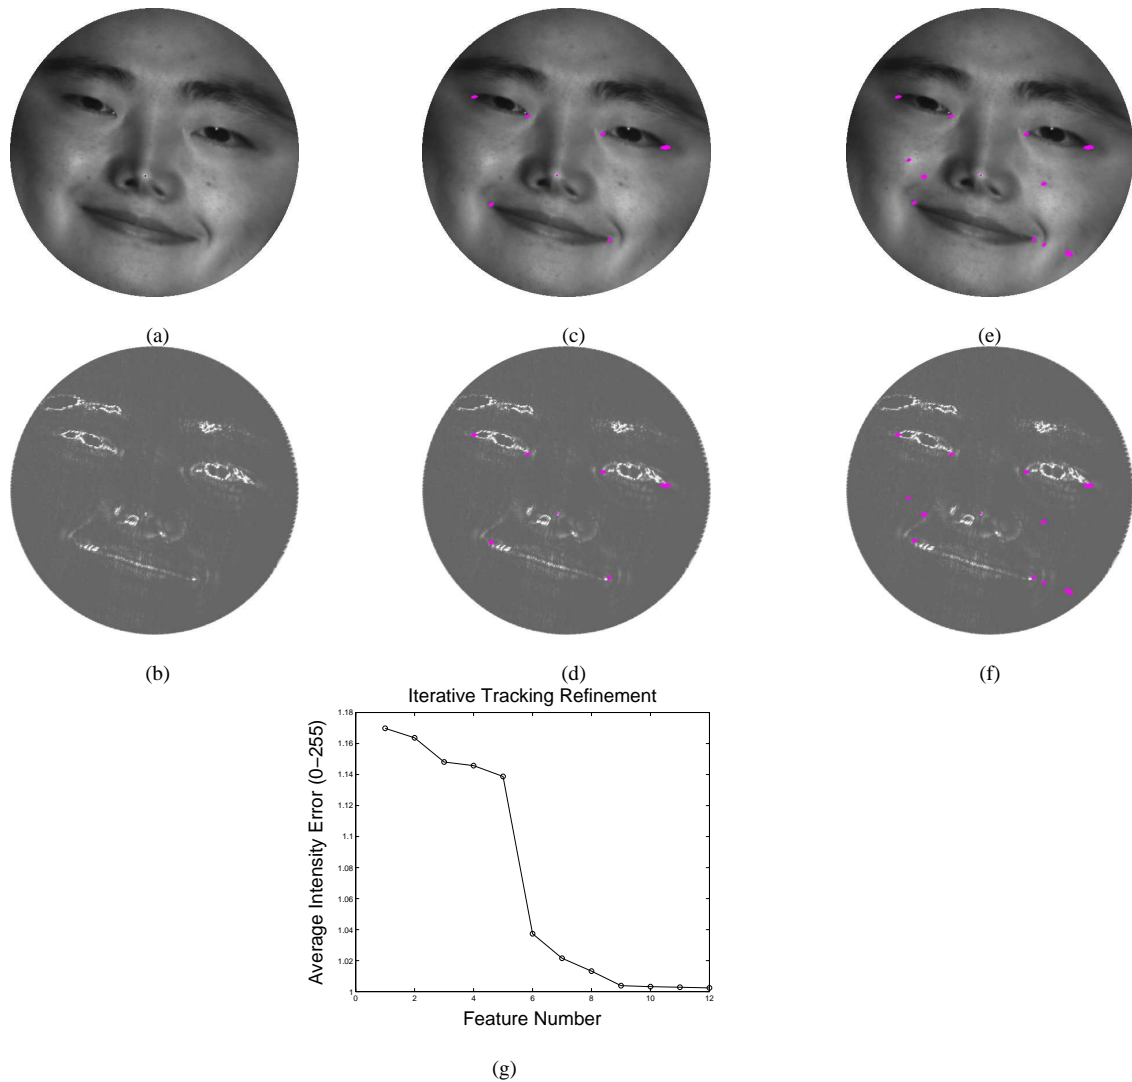 (a)
(c)
(e)
(b)
(d)
(f)
Iterative Tracking Refinement
1.18
1.16
1.14
1.12
1.1
1.08
1.06
1.04
1.02
1
0 2 4 6 8 10 12
Average Intensity Error (0−255)
Feature Number
(g)